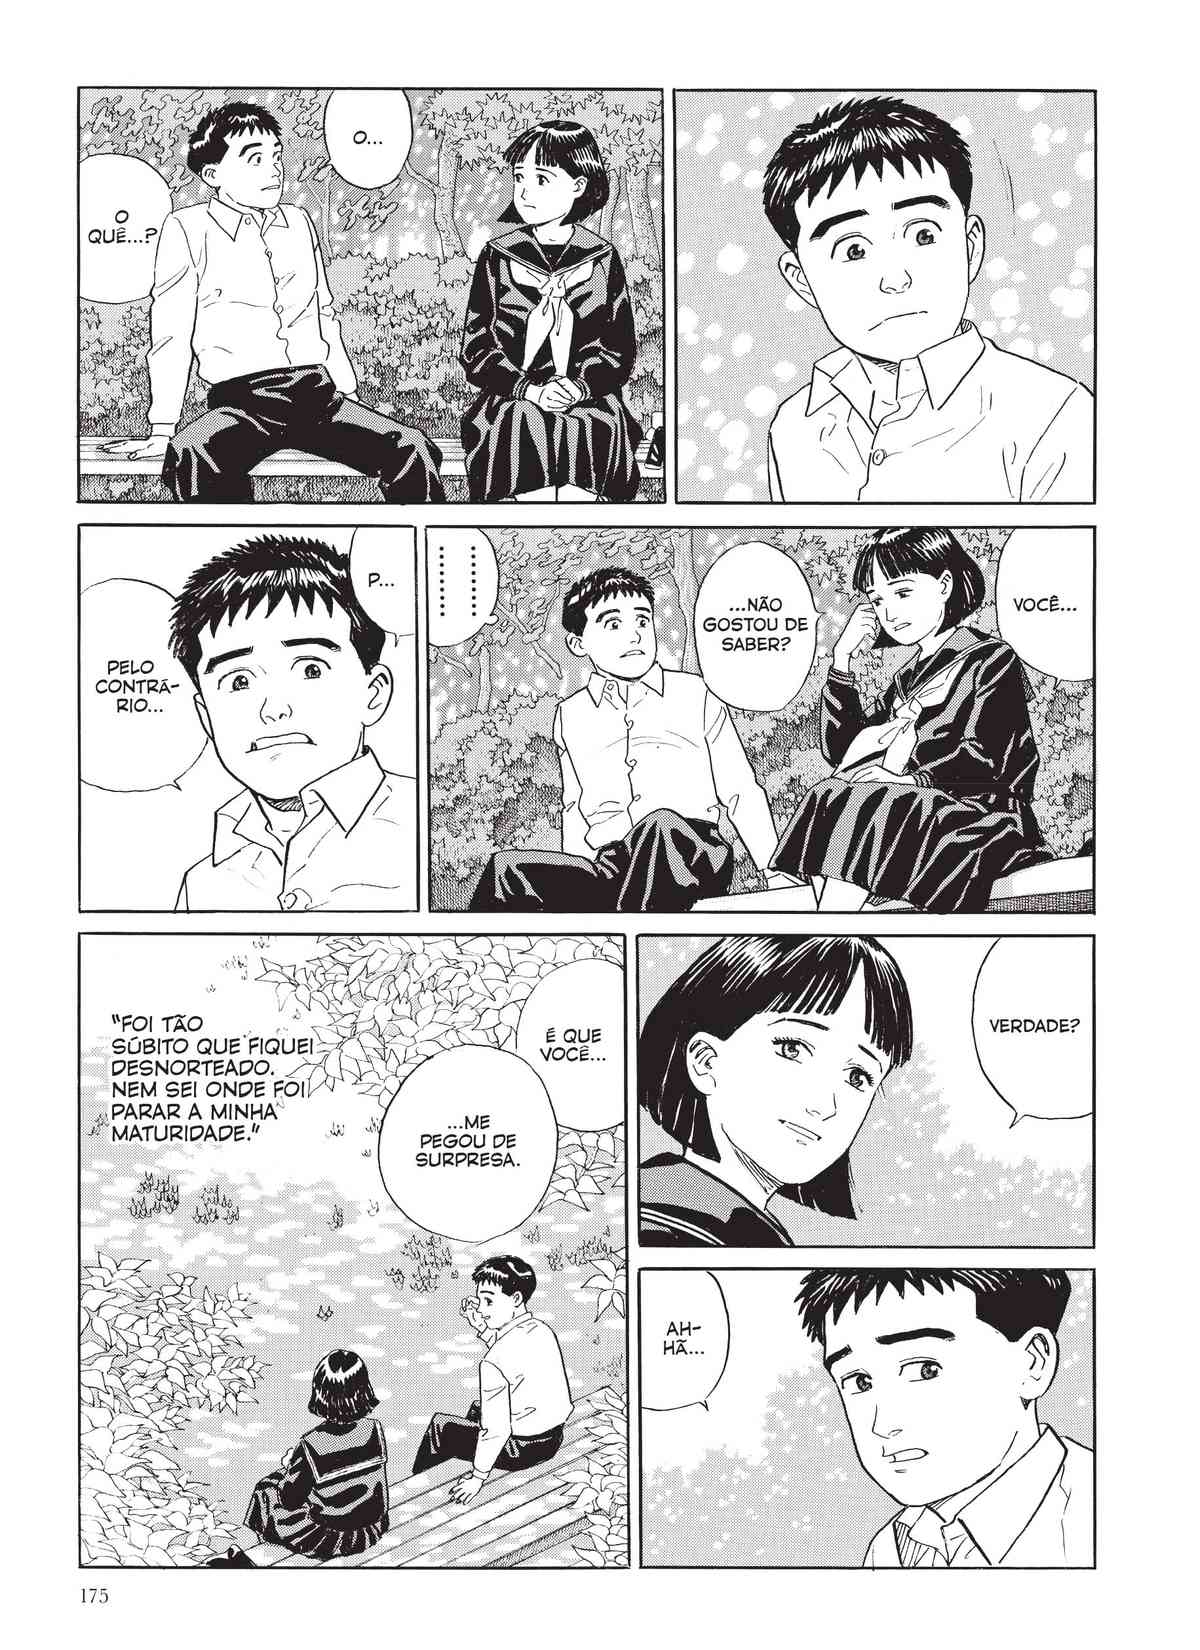 O...
O
QUÊ...?
VOCÊ...
...NÃO
GOSTOU DE
SABER?
......
......
P...
PELO
CONTRÁ-
RIO...
VERDADE?
AH-
HÃ...
É QUE
VOCÊ...
...ME
PEGOU DE
SURPRESA.
"FOI TÃO
SÚBITO QUE FIQUEI
DESNORTEADO.
NEM SEI ONDE FOI
PARAR A MINHA
MATURIDADE."
175